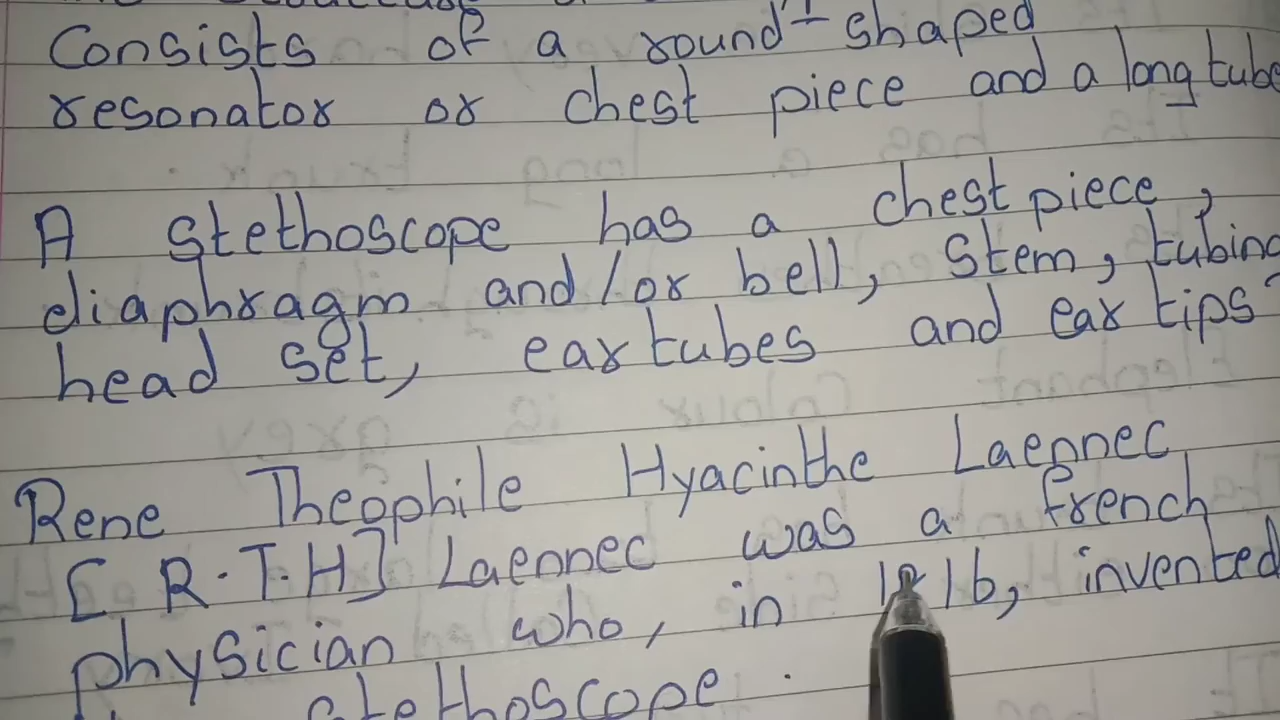 Consists of a round-shaped
resonator or chest piece and a long tube
A stethoscope has a chest piece,
diaphragm and/or bell, stem, tubing
head set, ear tubes and ear tips
Rene Theophile Hyacinthe Laennec
[R.T.H] Laennec was a french
physician who, in 1816, invented
stethoscope.